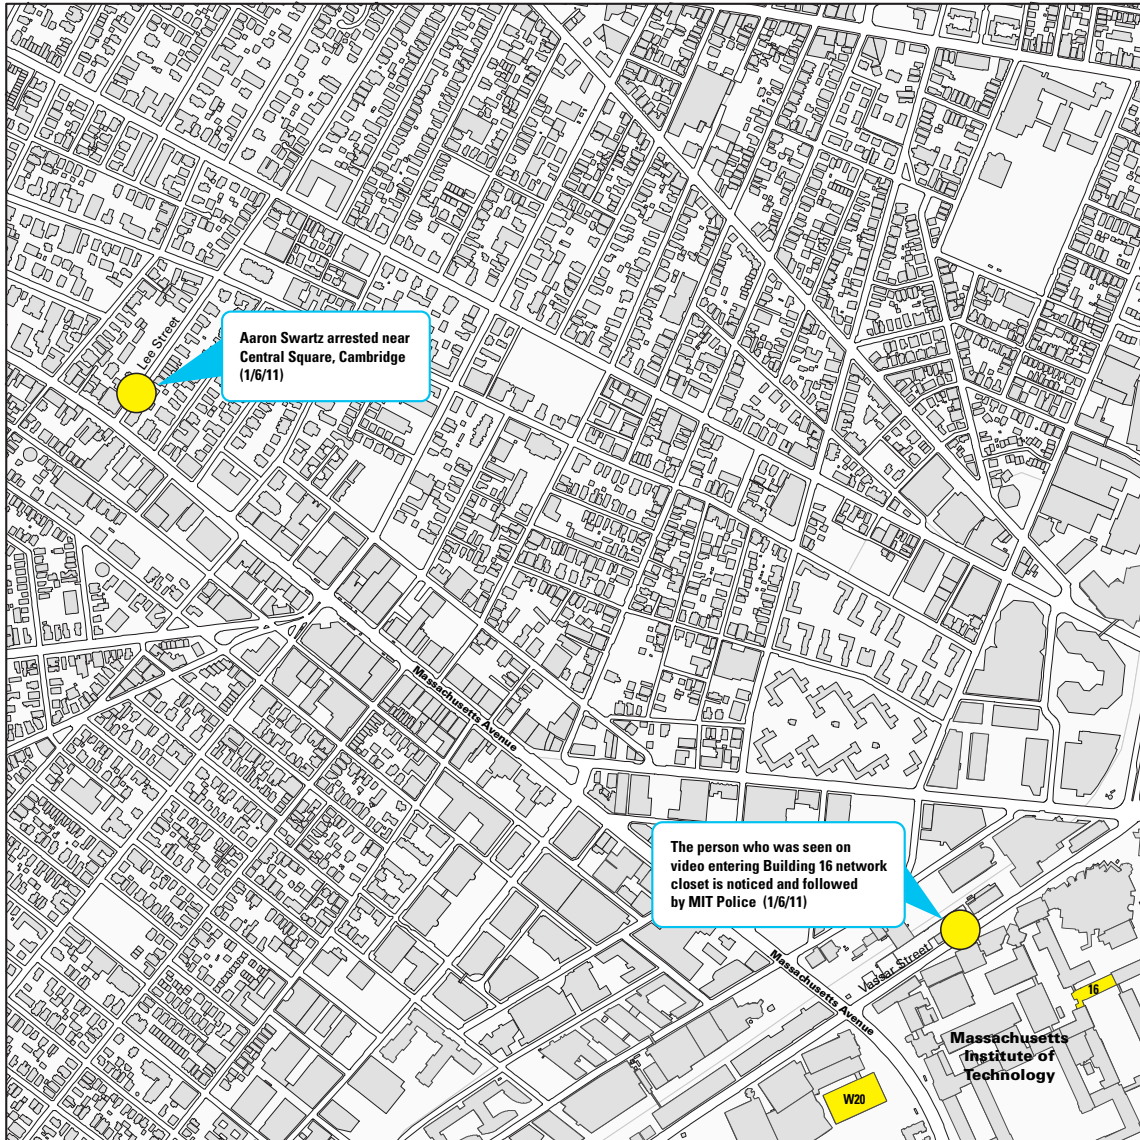 Lee Street
Aaron Swartz arrested near
Central Square, Cambridge
(1/6/11)
Massachusetts Avenue
The person who was seen on
video entering Building 16 network
closet is noticed and followed
by MIT Police (1/6/11)
Massachusetts Avenue
Vassar Street
16
Massachusetts
Institute of
Technology
W20